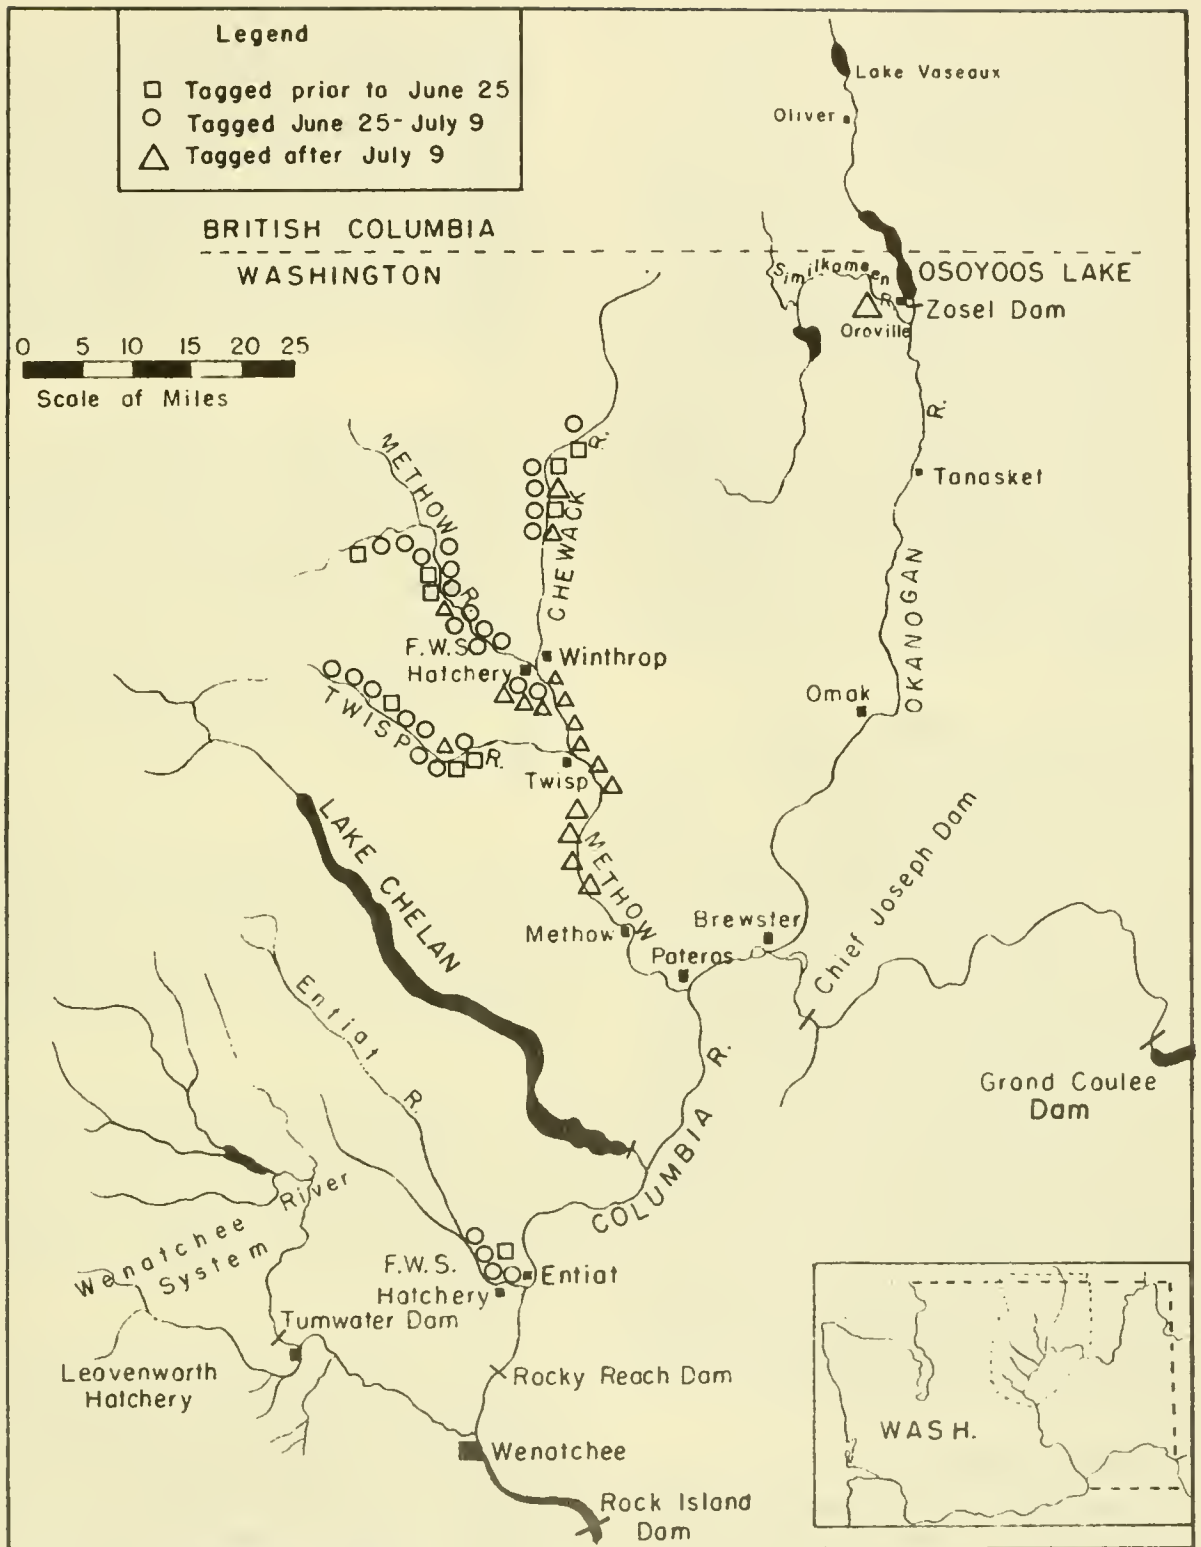 Legend
Tagged prior to June 25
Tagged June 25-July 9
Tagged after July 9
Lake Vaseaux
Oliver
BRITISH COLUMBIA
WASHINGTON
Similkameen
R.
OSOYOOS LAKE
Zosel Dam
Oroville
0 5 10 15 20 25
Scale of Miles
R.
METHOW
R.
CHEWACK
R.
Tonasket
OKANOGAN
F.W.S.
Hatchery
Winthrop
Omak
TWISP
R.
Twisp
LAKE CHELAN
METHOW
Chief Joseph Dam
Brewster
Methow
Pateros
Entiat
R.
R.
Grand Coulee
Dam
COLUMBIA
River
Wenatchee
System
F.W.S.
Hatchery
Entiat
Tumwater Dam
Leavenworth
Hatchery
Rocky Reach Dam
WASH.
Wenatchee
Rock Island
Dam